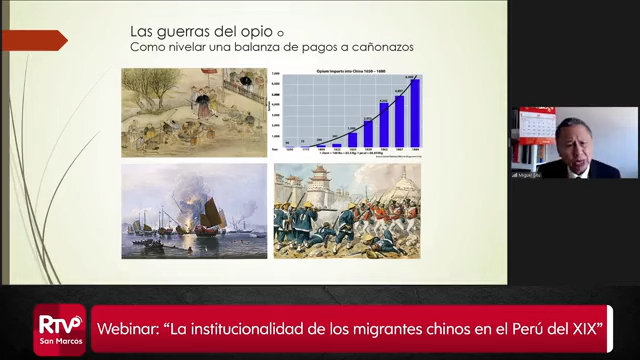 Las guerras del opio o
Como nivelar una balanza de pagos a cañonazos
Opium Imports into China 1650 – 1880
RTVP
San Marcos
Webinar: “La institucionalidad de los migrantes chinos en el Perú del XIX”